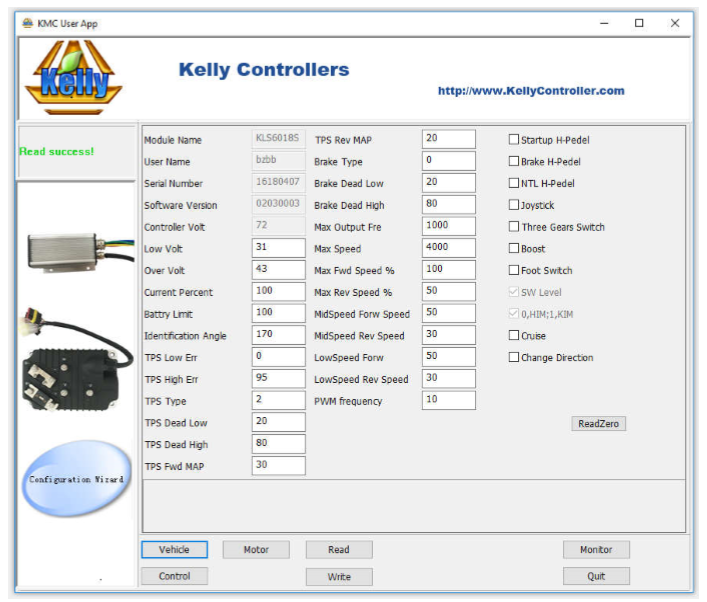 KMC User App
Kelly
Kelly Controllers
http://www.KellyController.com
Read success!
Configuration Wizard
Module Name KLS6018S
User Name bzbb
Serial Number 16180407
Software Version 02030003
Controller Volt 72
Low Volt 31
Over Volt 43
Current Percent 100
Battry Limit 100
Identification Angle 170
TPS Low Err 0
TPS High Err 95
TPS Type 2
TPS Dead Low 20
TPS Dead High 80
TPS Fwd MAP 30
TPS Rev MAP 20
Brake Type 0
Brake Dead Low 20
Brake Dead High 80
Max Output Fre 1000
Max Speed 4000
Max Fwd Speed % 100
Max Rev Speed % 50
MidSpeed Forw Speed 50
MidSpeed Rev Speed 30
LowSpeed Forw 50
LowSpeed Rev Speed 30
PWM frequency 10
Startup H-Pedel
Brake H-Pedel
NTL H-Pedel
Joystick
Three Gears Switch
Boost
Foot Switch
SW Level
0,HIM;1,KIM
Cruise
Change Direction
ReadZero
Vehicle Motor Read Monitor
Control Write Quit